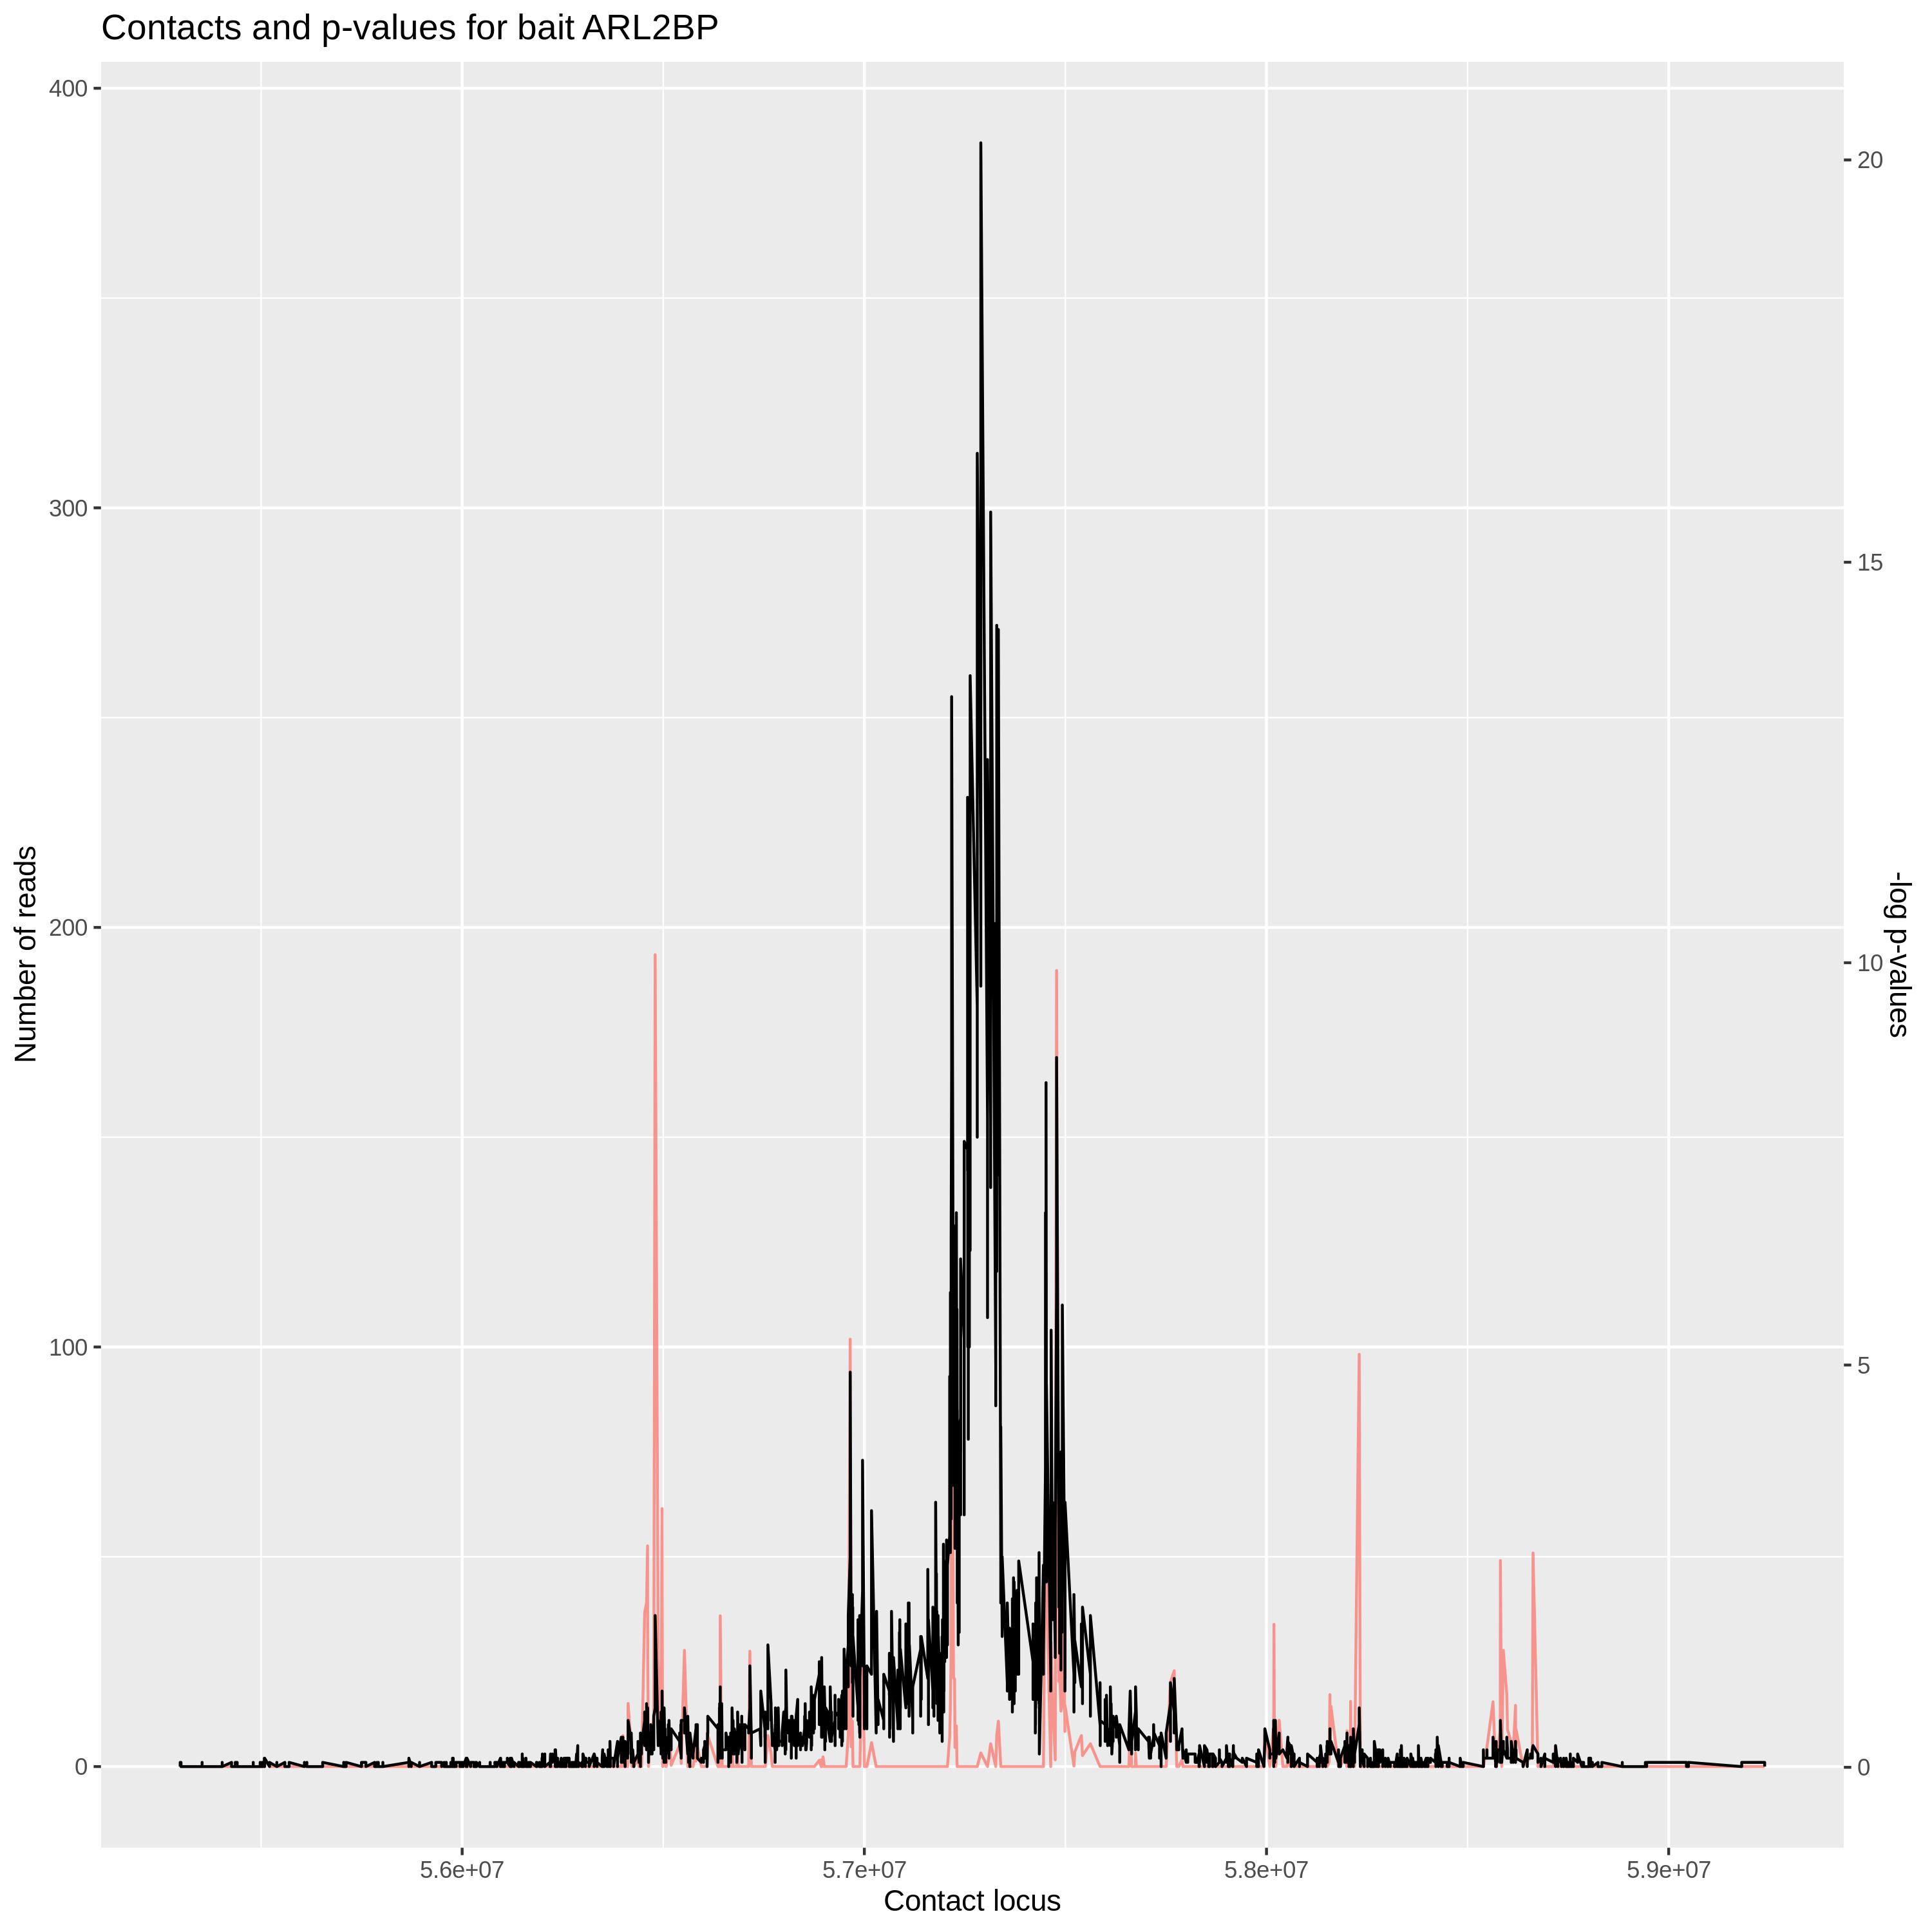 Contacts and p-values for bait ARL2BP
400
300
200
100
0
Number of reads
20
15
10
5
0
-log p-values
5.6e+07
5.7e+07
5.8e+07
5.9e+07
Contact locus